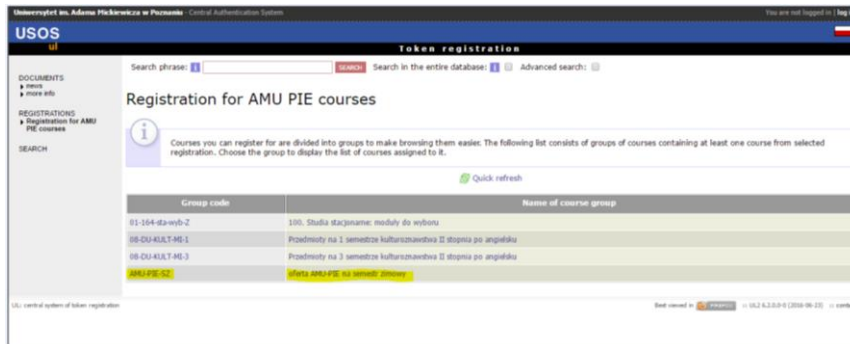 Uniwersytet im. Adama Mickiewicza w Poznaniu - Central Authentication System
You are not logged in | log
USOS
ul
Token registration
Search phrase:
SEARCH
Search in the entire database:
Advanced search:
DOCUMENTS
news
more info
REGISTRATIONS
Registration for AMU PIE courses
SEARCH
Registration for AMU PIE courses
Courses you can register for are divided into groups to make browsing them easier. The following list consists of groups of courses containing at least one course from selected
registration. Choose the group to display the list of courses assigned to it.
Quick refresh
Group code Name of course group
01-164-sta-wyb-Z 100. Studia stacjonarne: moduły do wyboru
08-DU-KULT-MI-1 Przedmioty na 1 semestrze kulturoznawstwa II stopnia po angielsku
08-DU-KULT-MI-3 Przedmioty na 3 semestrze kulturoznawstwa II stopnia po angielsku
AMU-PIE-SZ oferta AMU-PIE na semestr zimowy
UL: central system of token registration
Best viewed in